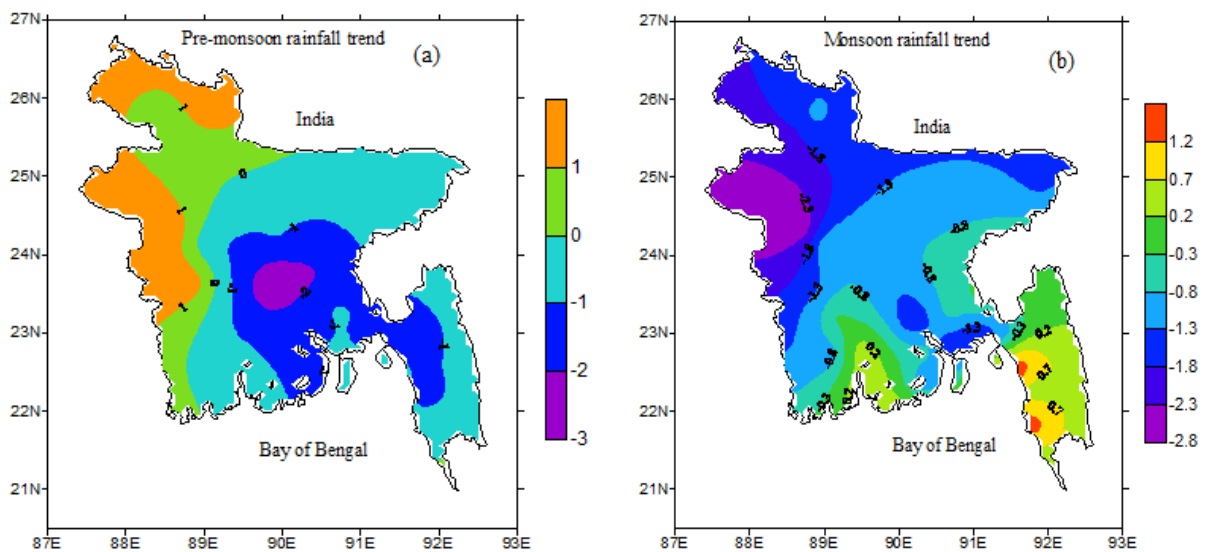 Pre-monsoon rainfall trend
(a)
India
Bay of Bengal
27N
26N
25N
24N
23N
22N
21N
87E 88E 89E 90E 91E 92E 93E
1
0
-1
-2
-3
Monsoon rainfall trend
(b)
India
Bay of Bengal
27N
26N
25N
24N
23N
22N
21N
87E 88E 89E 90E 91E 92E 93E
1.2
0.7
0.2
-0.3
-0.8
-1.3
-1.8
-2.3
-2.8